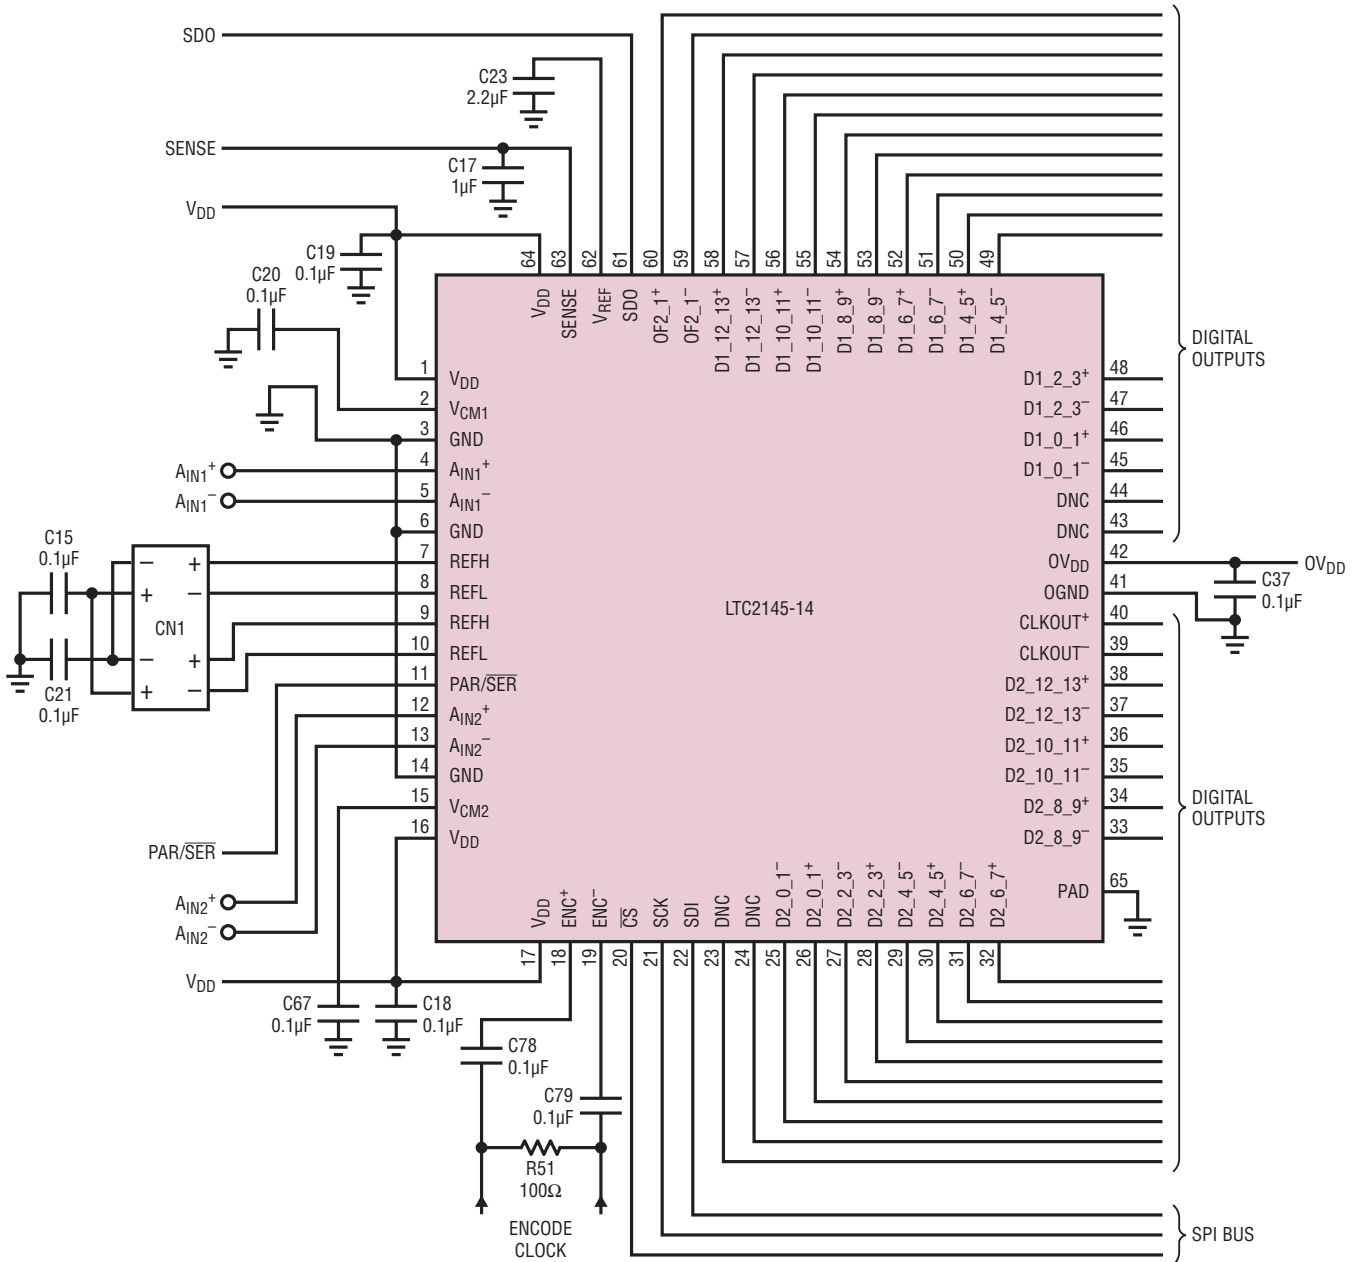 SDO
C23
2.2µF
SENSE
C17
1µF
VDD
C19
0.1µF
C20
0.1µF
64
63
62
61
60
59
58
57
56
55
54
53
52
51
50
49
VDD
SENSE
VREF
SDO
OF2_1+
OF2_1–
D1_12_13+
D1_12_13–
D1_10_11+
D1_10_11–
D1_8_9+
D1_8_9–
D1_6_7+
D1_6_7–
D1_4_5+
D1_4_5–
DIGITAL
OUTPUTS
1 VDD
2 VCM1
3 GND
AIN1+ 4 AIN1+
AIN1– 5 AIN1–
6 GND
7 REFH
8 REFL
9 REFH
10 REFL
11 PAR/SER
12 AIN2+
13 AIN2–
14 GND
15 VCM2
16 VDD
C15
0.1µF
– +
+ –
CN1
– +
+ –
C21
0.1µF
LTC2145-14
D1_2_3+ 48
D1_2_3– 47
D1_0_1+ 46
D1_0_1– 45
DNC 44
DNC 43
OVDD 42 OVDD
OGND 41
C37
0.1µF
CLKOUT+ 40
CLKOUT– 39
D2_12_13+ 38
D2_12_13– 37
D2_10_11+ 36
D2_10_11– 35
D2_8_9+ 34
D2_8_9– 33
PAD 65
DIGITAL
OUTPUTS
PAR/SER
AIN2+
AIN2–
VDD
VDD
ENC+
ENC–
CS
SCK
SDI
DNC
DNC
D2_0_1–
D2_0_1+
D2_2_3–
D2_2_3+
D2_4_5–
D2_4_5+
D2_6_7–
D2_6_7+
17
18
19
20
21
22
23
24
25
26
27
28
29
30
31
32
C67
0.1µF
C18
0.1µF
C78
0.1µF
C79
0.1µF
R51
100Ω
ENCODE
CLOCK
SPI BUS